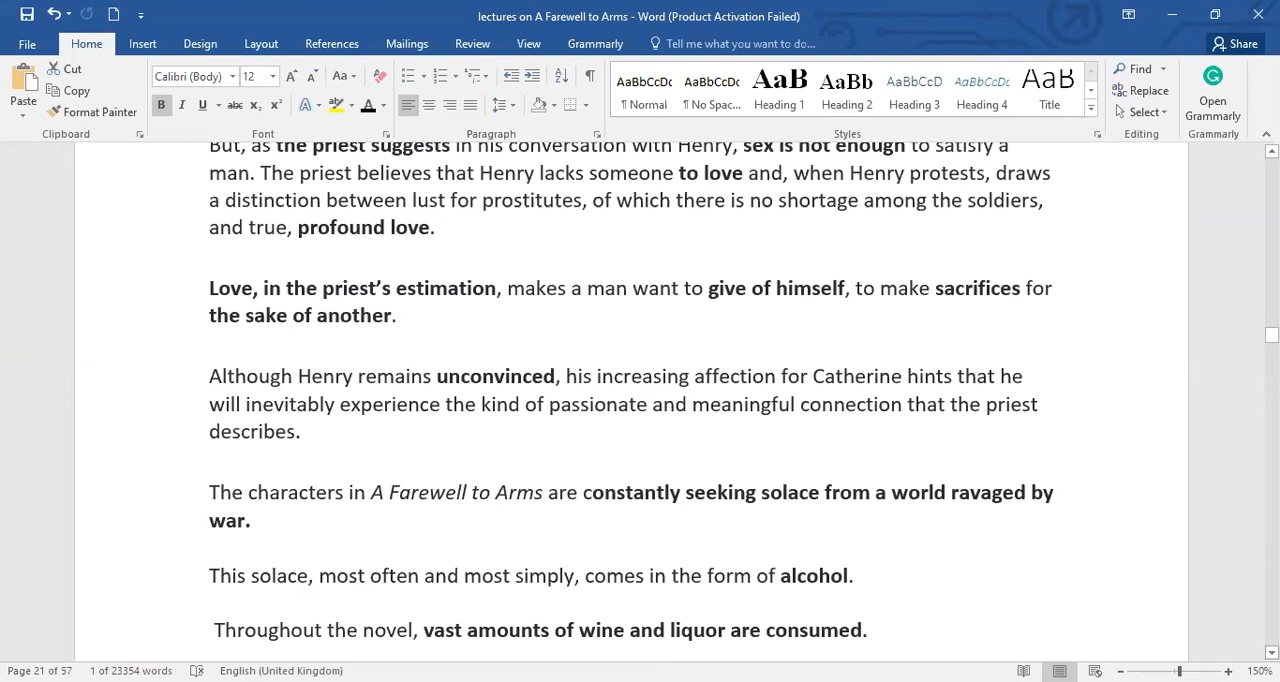 lectures on A Farewell to Arms - Word (Product Activation Failed)
File Home Insert Design Layout References Mailings Review View Grammarly Tell me what you want to do... Share
Paste Cut Copy Format Painter
Clipboard
Calibri (Body) 12 Aa
B I U abc x₂ x² A A
Font
Paragraph
AaBbCcDc AaBbCcDc AaB AaBb AaBbCcD AaBbCcDc AaB
¶ Normal ¶ No Spac... Heading 1 Heading 2 Heading 3 Heading 4 Title
Styles
Find
Replace
Select
Editing
Open Grammarly
Grammarly
But, as the priest suggests in his conversation with Henry, sex is not enough to satisfy a
man. The priest believes that Henry lacks someone to love and, when Henry protests, draws
a distinction between lust for prostitutes, of which there is no shortage among the soldiers,
and true, profound love.
Love, in the priest’s estimation, makes a man want to give of himself, to make sacrifices for
the sake of another.
Although Henry remains unconvinced, his increasing affection for Catherine hints that he
will inevitably experience the kind of passionate and meaningful connection that the priest
describes.
The characters in A Farewell to Arms are constantly seeking solace from a world ravaged by
war.
This solace, most often and most simply, comes in the form of alcohol.
Throughout the novel, vast amounts of wine and liquor are consumed.
Page 21 of 57 1 of 23354 words English (United Kingdom) 150%